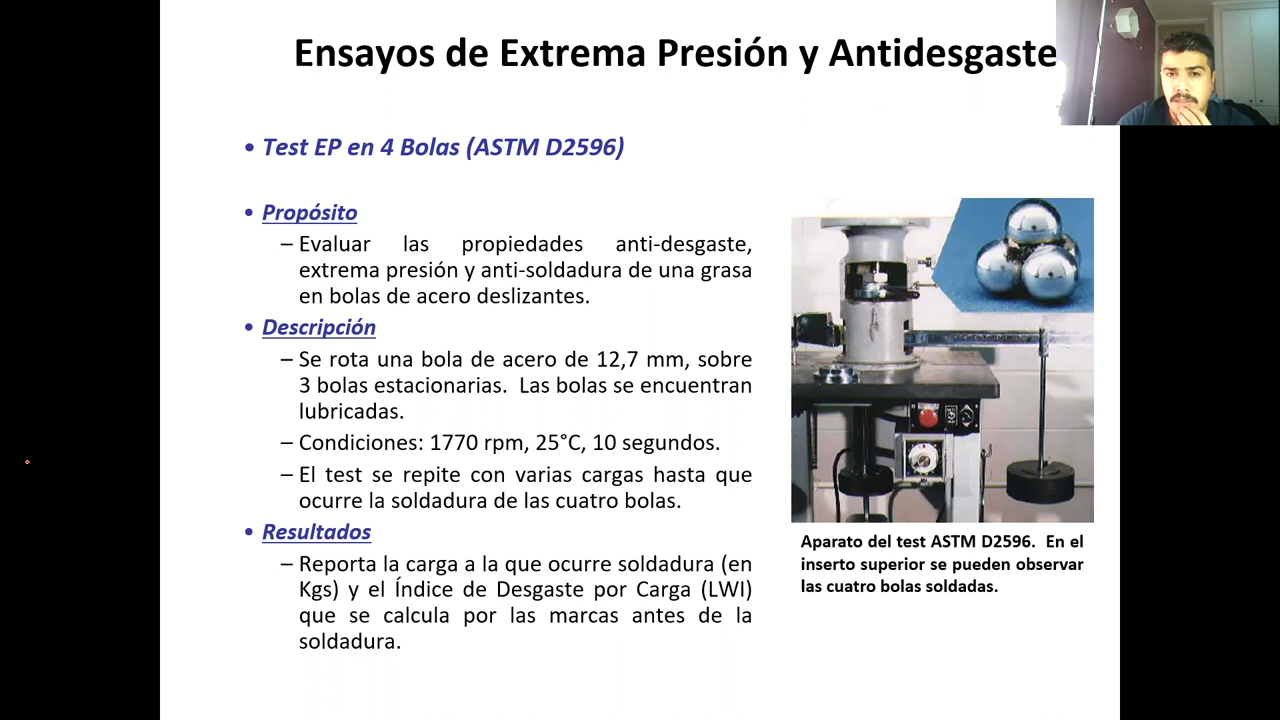 Ensayos de Extrema Presión y Antidesgaste
• Test EP en 4 Bolas (ASTM D2596)
• Propósito
– Evaluar las propiedades anti-desgaste,
extrema presión y anti-soldadura de una grasa
en bolas de acero deslizantes.
• Descripción
– Se rota una bola de acero de 12,7 mm, sobre
3 bolas estacionarias. Las bolas se encuentran
lubricadas.
– Condiciones: 1770 rpm, 25°C, 10 segundos.
– El test se repite con varias cargas hasta que
ocurre la soldadura de las cuatro bolas.
• Resultados
– Reporta la carga a la que ocurre soldadura (en
Kgs) y el Índice de Desgaste por Carga (LWI)
que se calcula por las marcas antes de la
soldadura.
Aparato del test ASTM D2596. En el
inserto superior se pueden observar
las cuatro bolas soldadas.